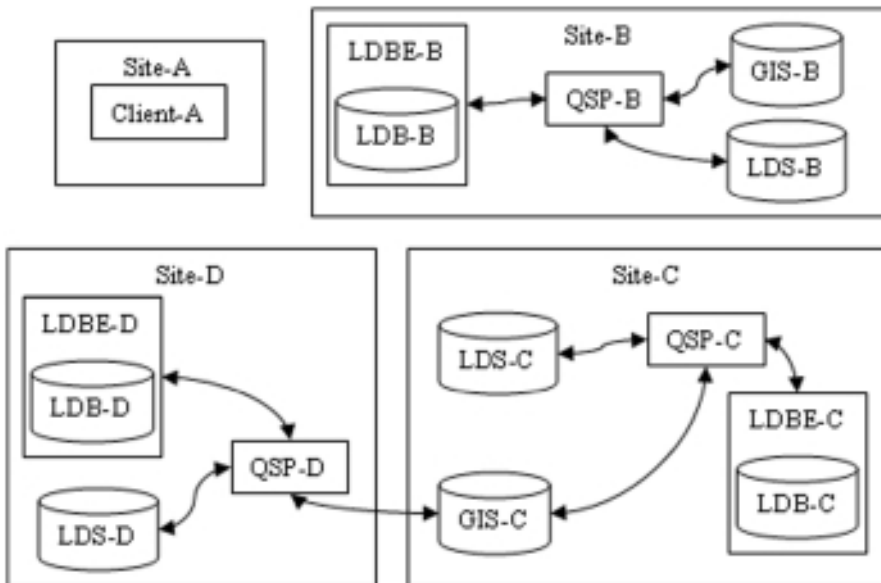 Site-A
Client-A
Site-B
LDBE-B
LDB-B
QSP-B
GIS-B
LDS-B
Site-D
LDBE-D
LDB-D
QSP-D
LDS-D
Site-C
LDS-C
QSP-C
LDBE-C
LDB-C
GIS-C